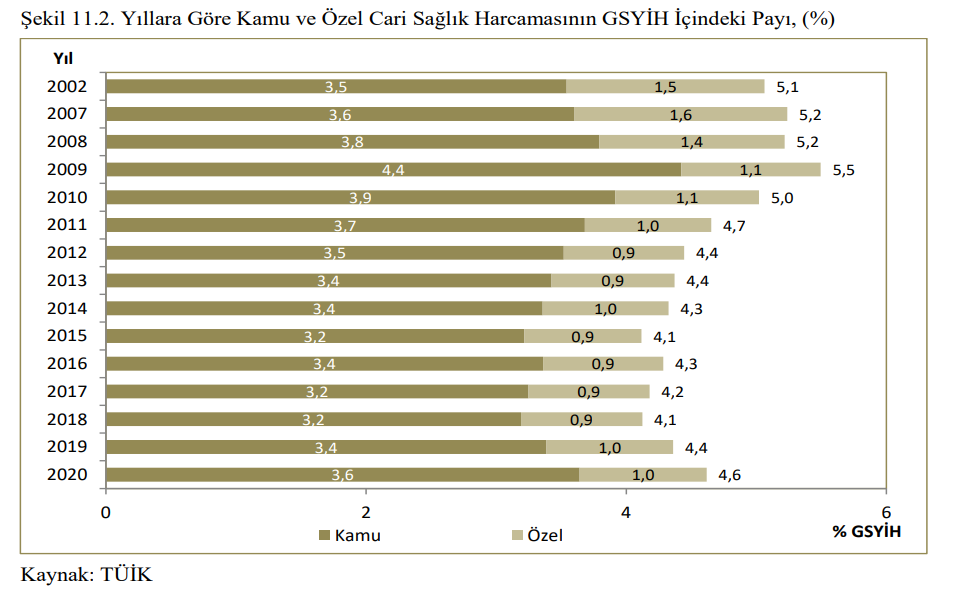 Şekil 11.2. Yıllara Göre Kamu ve Özel Cari Sağlık Harcamasının GSYİH İçindeki Payı, (%)
Yıl
2002 3,5 1,5 5,1
2007 3,6 1,6 5,2
2008 3,8 1,4 5,2
2009 4,4 1,1 5,5
2010 3,9 1,1 5,0
2011 3,7 1,0 4,7
2012 3,5 0,9 4,4
2013 3,4 0,9 4,4
2014 3,4 1,0 4,3
2015 3,2 0,9 4,1
2016 3,4 0,9 4,3
2017 3,2 0,9 4,2
2018 3,2 0,9 4,1
2019 3,4 1,0 4,4
2020 3,6 1,0 4,6
0 2 4 6
Kamu Özel % GSYİH
Kaynak: TÜİK